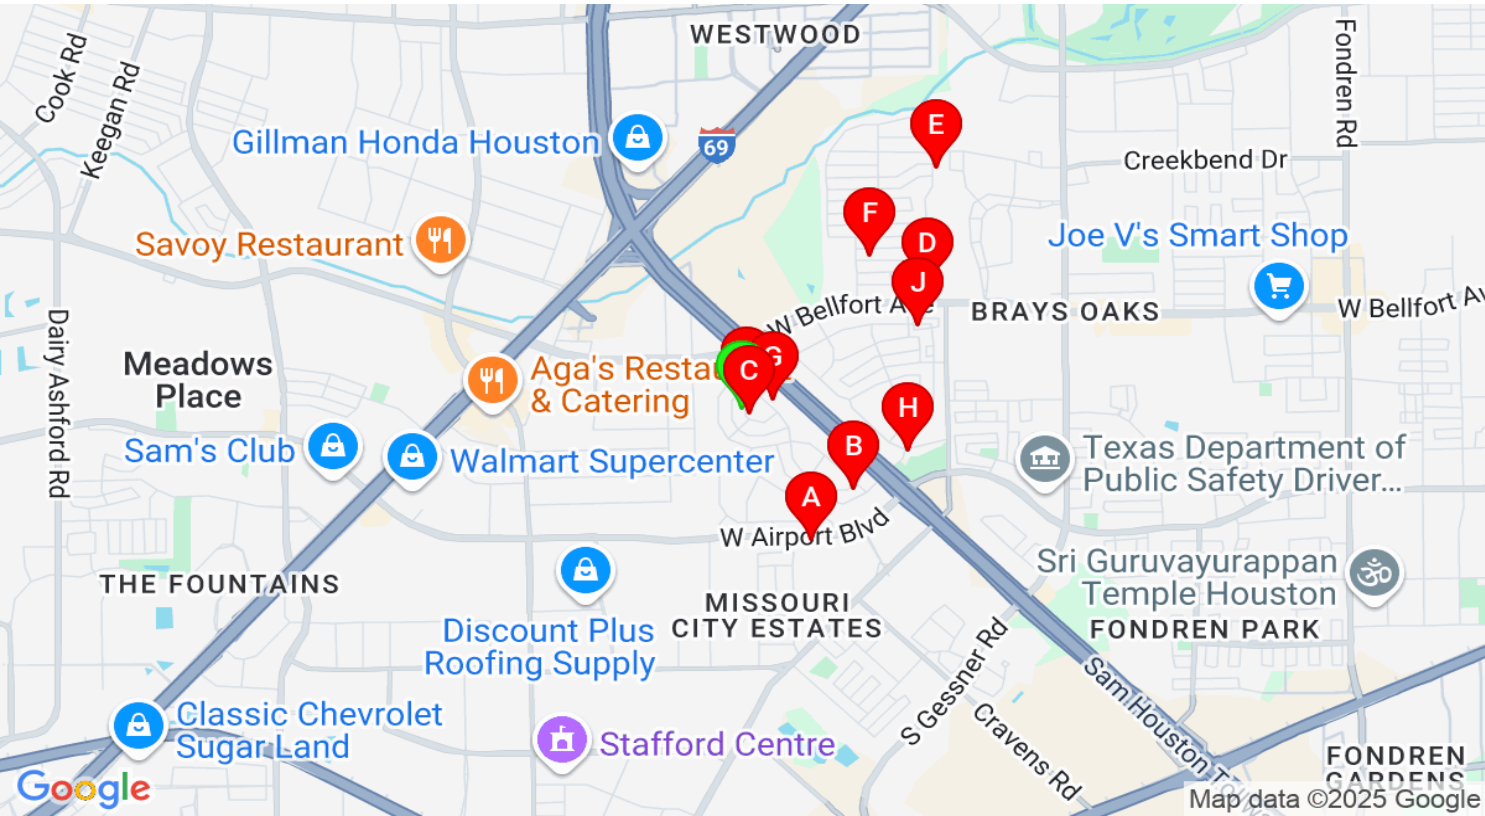 WESTWOOD
Cook Rd
Keegan Rd
Fondren Rd
Gillman Honda Houston
69
E
Creekbend Dr
F
Savoy Restaurant
D
Joe V's Smart Shop
J
W Bellfort Ave
BRAYS OAKS
W Bellfort Av
Dairy Ashford Rd
Meadows
Place
Aga's Restau
& Catering
G
C
H
Sam's Club
Walmart Supercenter
B
Texas Department of
Public Safety Driver...
A
W Airport Blvd
THE FOUNTAINS
Sri Guruvayurappan
Temple Houston
MISSOURI
CITY ESTATES
FONDREN PARK
Discount Plus
Roofing Supply
S Gessner Rd
Sam Houston Tollway
Cravens Rd
Classic Chevrolet
Sugar Land
Stafford Centre
FONDREN
GARDENS
Google
Map data ©2025 Google